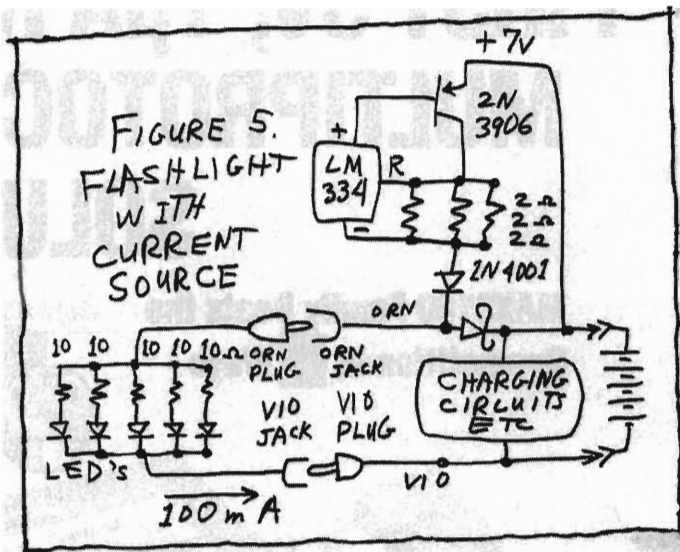 +7V
2N
3906
FIGURE 5.
FLASHLIGHT
WITH
CURRENT
SOURCE
+
LM
334
R
-
2Ω
2Ω
2Ω
1N4001
ORN
10 10 10 10 10Ω
ORN
PLUG
ORN
JACK
VIO
JACK
VIO
PLUG
CHARGING
CIRCUITS
ETC
LED's
VIO
100mA